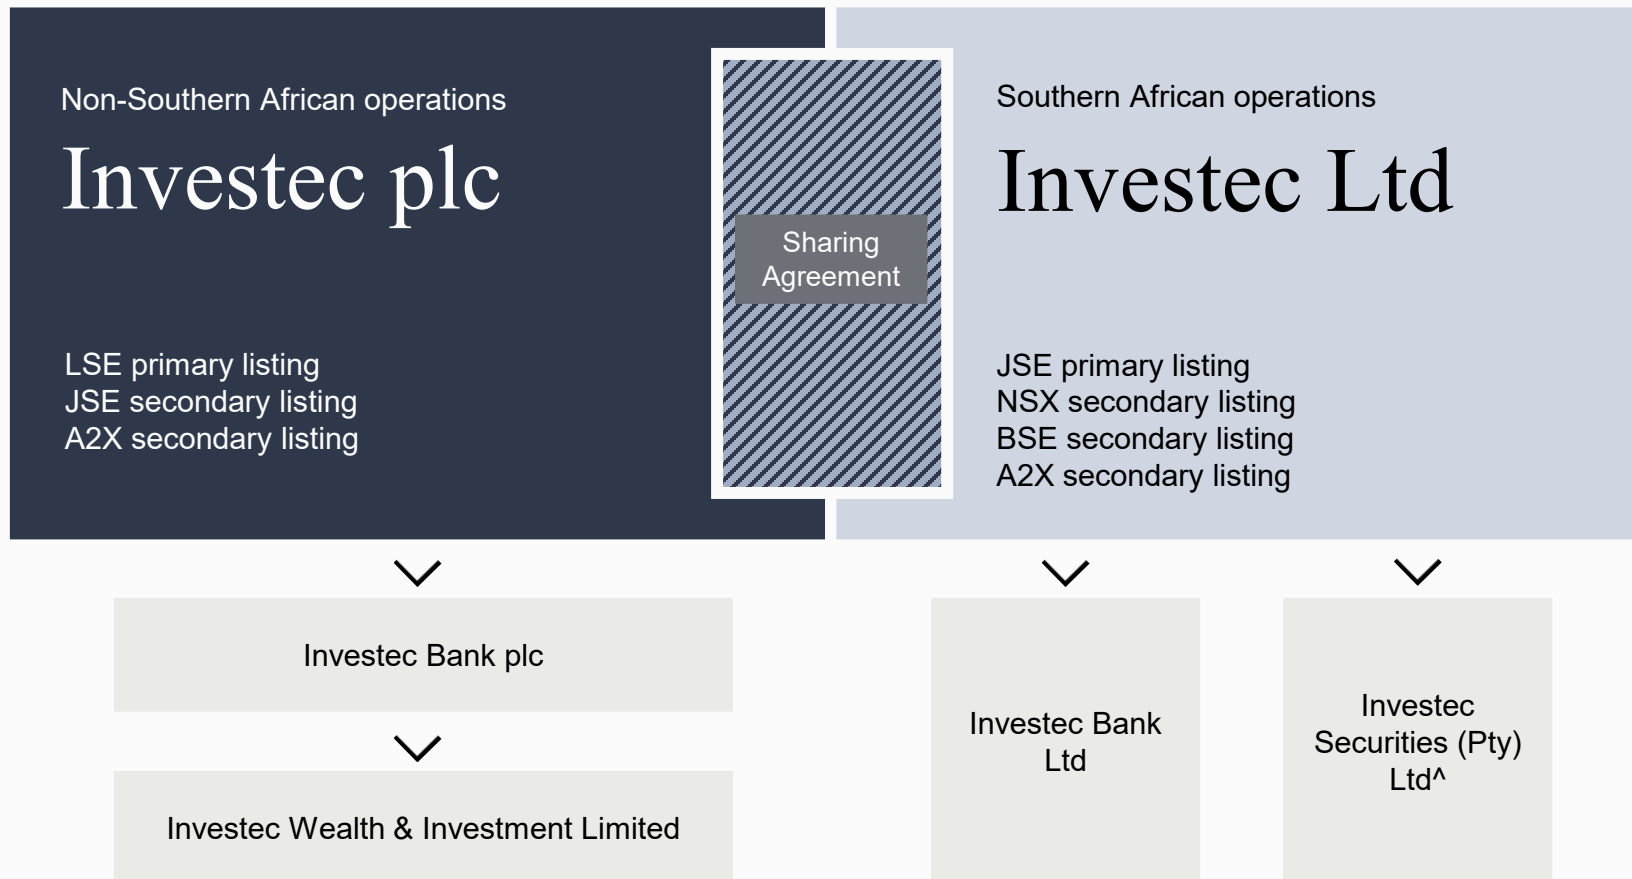 Non-Southern African operations
Investec plc
LSE primary listing
JSE secondary listing
A2X secondary listing
Sharing
Agreement
Southern African operations
Investec Ltd
JSE primary listing
NSX secondary listing
BSE secondary listing
A2X secondary listing
Investec Bank plc
Investec Wealth & Investment Limited
Investec Bank
Ltd
Investec
Securities (Pty)
Ltd^